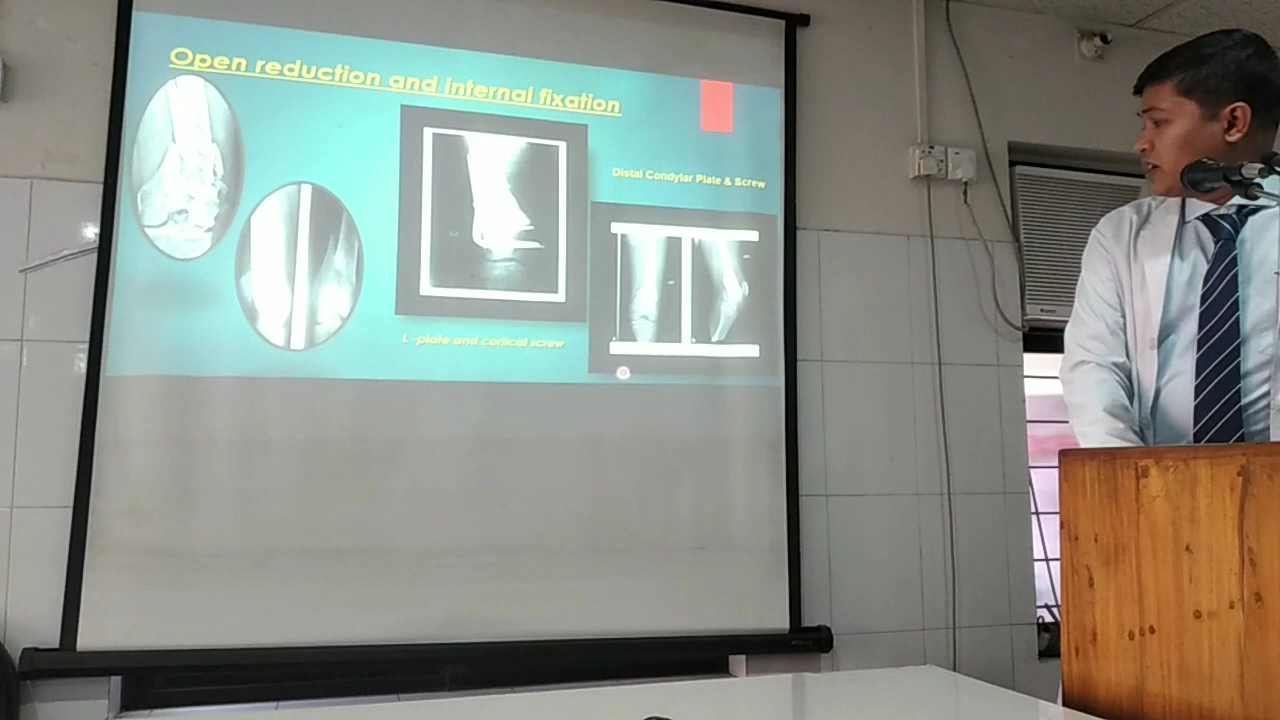 Open reduction and internal fixation
Distal Condylar Plate & Screw
L -plate and cortical screw